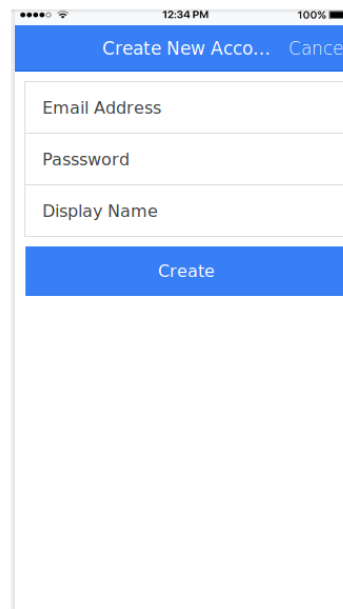 12:34 PM 100%
Create New Acco... Cance
Email Address
Passsword
Display Name
Create